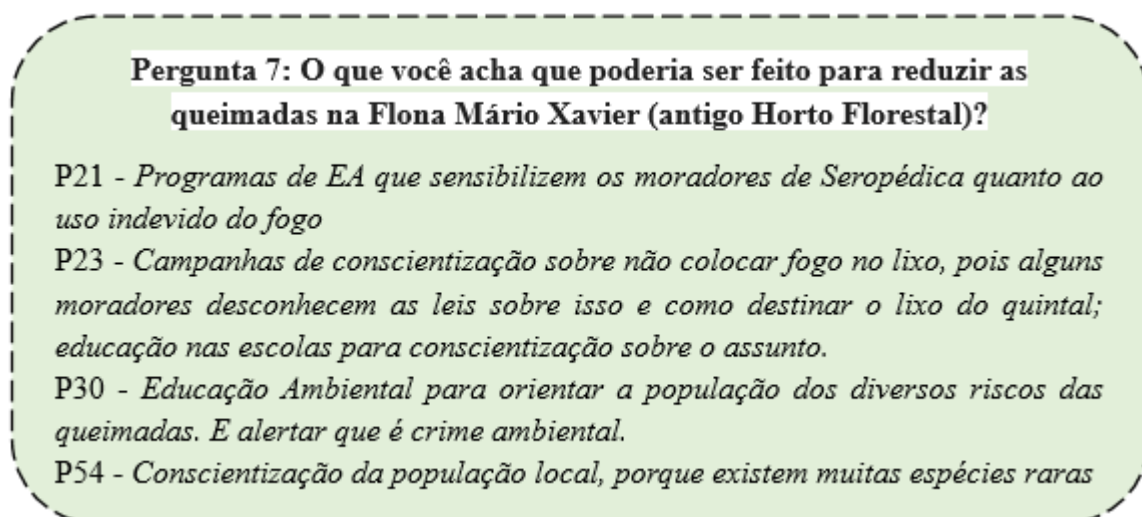 Pergunta 7: O que você acha que poderia ser feito para reduzir as
queimadas na Flona Mário Xavier (antigo Horto Florestal)?
P21 - Programas de EA que sensibilizem os moradores de Seropédica quanto ao
uso indevido do fogo
P23 - Campanhas de conscientização sobre não colocar fogo no lixo, pois alguns
moradores desconhecem as leis sobre isso e como destinar o lixo do quintal;
educação nas escolas para conscientização sobre o assunto.
P30 - Educação Ambiental para orientar a população dos diversos riscos das
queimadas. E alertar que é crime ambiental.
P54 - Conscientização da população local, porque existem muitas espécies raras